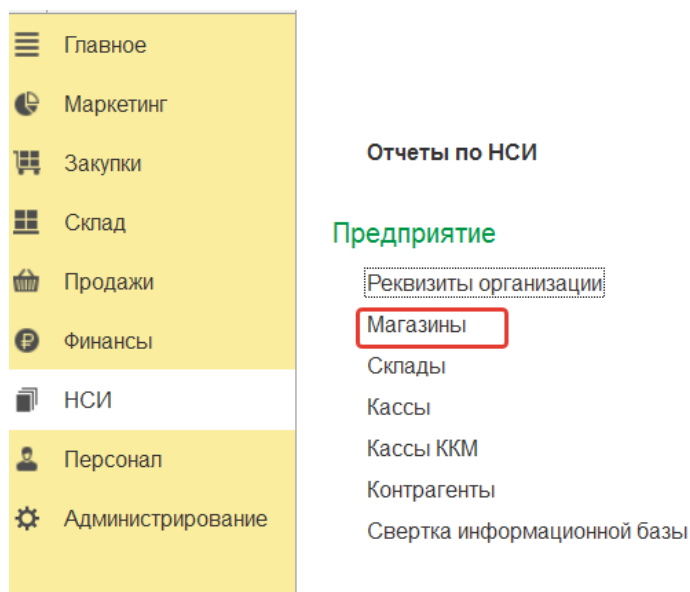 Главное
Маркетинг
Закупки
Склад
Продажи
Финансы
НСИ
Персонал
Администрирование
Отчеты по НСИ
Предприятие
Реквизиты организации
Магазины
Склады
Кассы
Кассы ККМ
Контрагенты
Свертка информационной базы